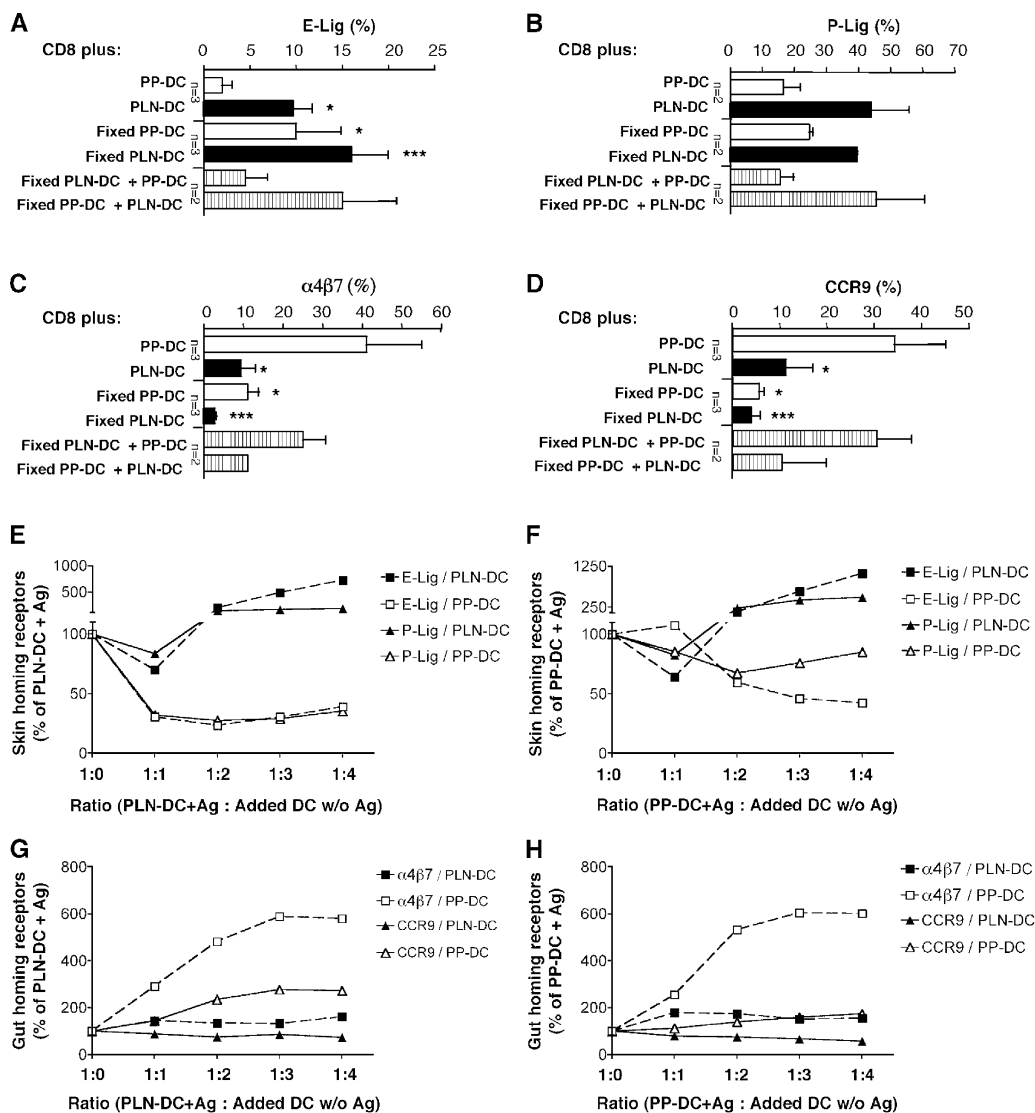 A
E-Lig (%)
CD8 plus:
0 5 10 15 20 25
PP-DC
PLN-DC *
n=3
Fixed PP-DC *
Fixed PLN-DC ***
n=3
Fixed PLN-DC + PP-DC
Fixed PP-DC + PLN-DC
n=2
B
P-Lig (%)
CD8 plus:
0 10 20 30 40 50 60 70
PP-DC
PLN-DC
n=2
Fixed PP-DC
Fixed PLN-DC
n=2
Fixed PLN-DC + PP-DC
Fixed PP-DC + PLN-DC
n=2
C
α4β7 (%)
CD8 plus:
0 10 20 30 40 50 60
PP-DC
PLN-DC *
n=3
Fixed PP-DC *
Fixed PLN-DC ***
n=3
Fixed PLN-DC + PP-DC
Fixed PP-DC + PLN-DC
n=2
D
CCR9 (%)
CD8 plus:
0 10 20 30 40 50
PP-DC
PLN-DC *
n=3
Fixed PP-DC *
Fixed PLN-DC ***
n=3
Fixed PLN-DC + PP-DC
Fixed PP-DC + PLN-DC
n=2
E
Skin homing receptors
(% of PLN-DC + Ag)
1000
500
100
50
0
1:0 1:1 1:2 1:3 1:4
Ratio (PLN-DC+Ag : Added DC w/o Ag)
E-Lig / PLN-DC
E-Lig / PP-DC
P-Lig / PLN-DC
P-Lig / PP-DC
F
Skin homing receptors
(% of PP-DC + Ag)
1250
250
100
50
0
1:0 1:1 1:2 1:3 1:4
Ratio (PP-DC+Ag : Added DC w/o Ag)
E-Lig / PLN-DC
E-Lig / PP-DC
P-Lig / PLN-DC
P-Lig / PP-DC
G
Gut homing receptors
(% of PLN-DC + Ag)
800
600
400
200
0
1:0 1:1 1:2 1:3 1:4
Ratio (PLN-DC+Ag : Added DC w/o Ag)
α4β7 / PLN-DC
α4β7 / PP-DC
CCR9 / PLN-DC
CCR9 / PP-DC
H
Gut homing receptors
(% of PP-DC + Ag)
800
600
400
200
0
1:0 1:1 1:2 1:3 1:4
Ratio (PP-DC+Ag : Added DC w/o Ag)
α4β7 / PLN-DC
α4β7 / PP-DC
CCR9 / PLN-DC
CCR9 / PP-DC